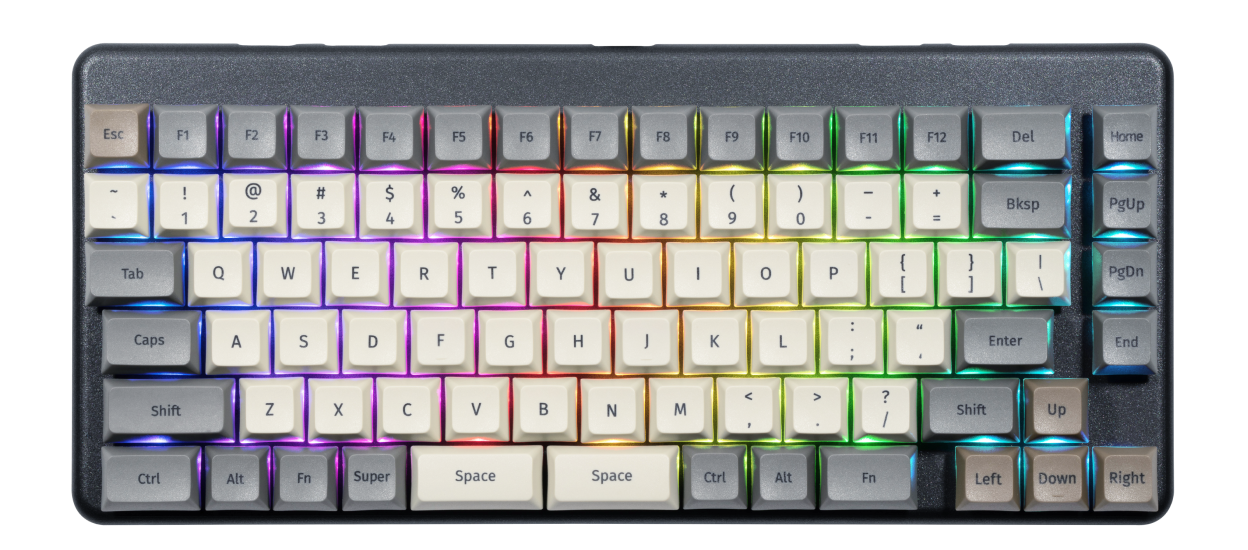 Esc F1 F2 F3 F4 F5 F6 F7 F8 F9 F10 F11 F12 Del Home
~ ! @ # $ % ^ & * ( ) – +
` 1 2 3 4 5 6 7 8 9 0 - = Bksp PgUp
Tab Q W E R T Y U I O P { } | PgDn
[ ] \
Caps A S D F G H J K L : “ Enter End
; ‘
Shift Z X C V B N M < > ? Shift Up
, . /
Ctrl Alt Fn Super Space Space Ctrl Alt Fn Left Down Right